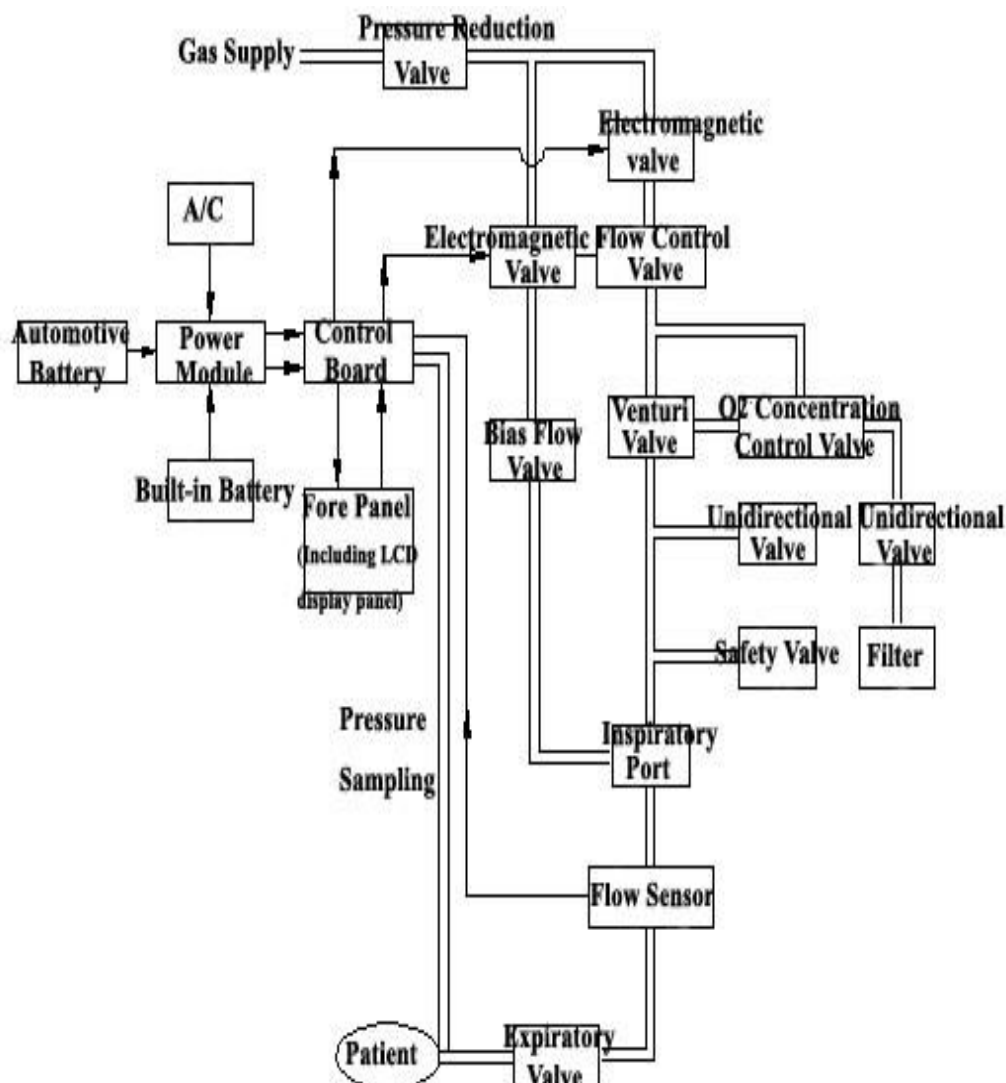 Pressure Reduction
Gas Supply
Valve
Electromagnetic
valve
A/C
Electromagnetic
Valve
Flow Control
Valve
Automotive
Battery
Power
Module
Control
Board
Venturi
Valve
O2 Concentration
Control Valve
Bias Flow
Valve
Built-in Battery
Fore Panel
(Including LCD
display panel)
Unidirectional
Valve
Unidirectional
Valve
Safety Valve
Filter
Pressure
Sampling
Inspiratory
Port
Flow Sensor
Patient
Expiratory
Valve